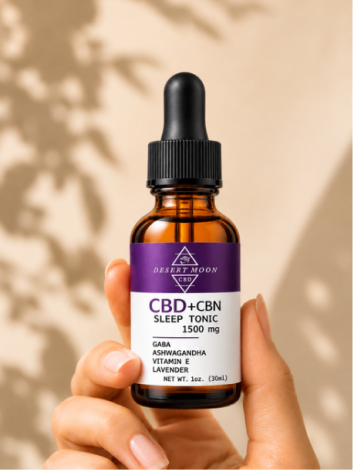 DESERT MOON
CBD
CBD+CBN
SLEEP TONIC
1500 mg
GABA
ASHWAGANDHA
VITAMIN E
LAVENDER
NET WT. 1oz. (30ml)